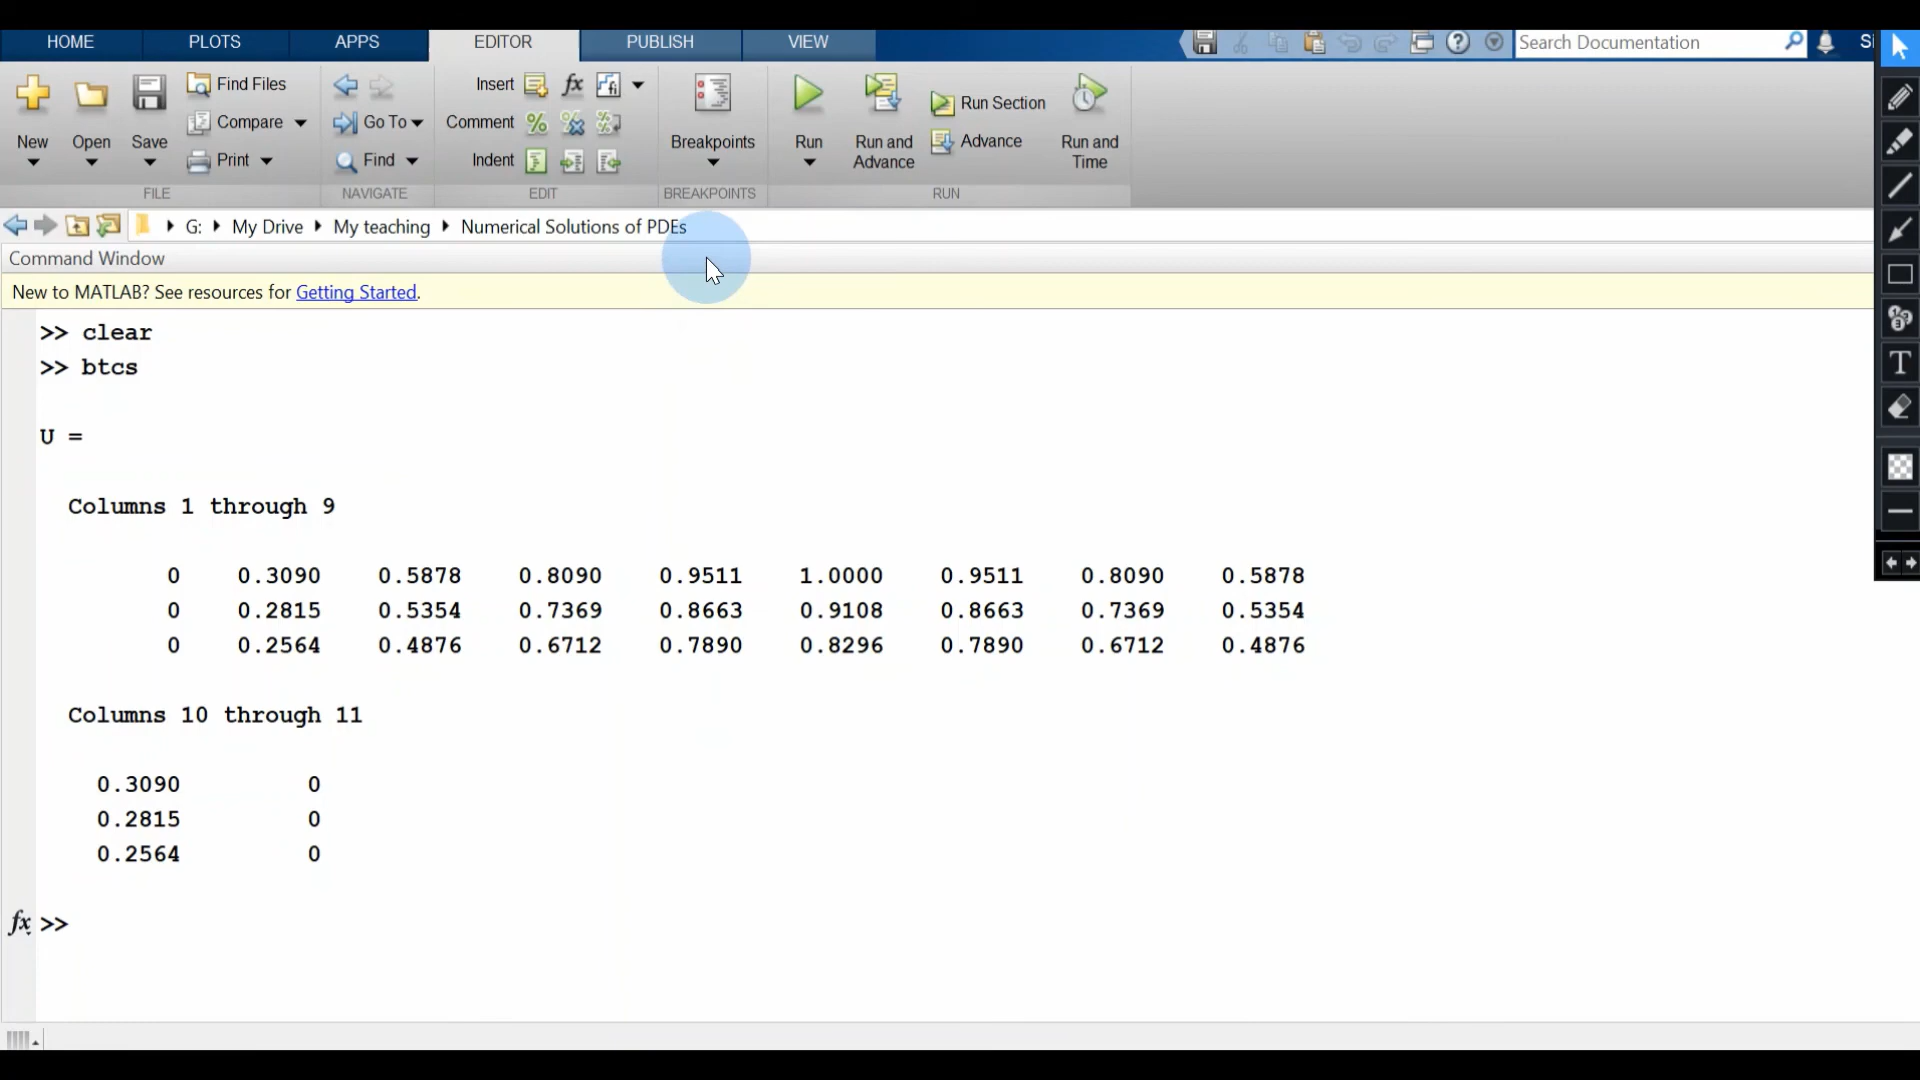 HOME PLOTS APPS EDITOR PUBLISH VIEW Search Documentation Si
New Open Save Find Files Compare Print Go To Find Insert Comment Indent Breakpoints Run Run and Advance Run Section Advance Run and Time
FILE NAVIGATE EDIT BREAKPOINTS RUN
G: My Drive My teaching Numerical Solutions of PDEs
Command Window
New to MATLAB? See resources for Getting Started.
>> clear
>> btcs
U =
Columns 1 through 9
0 0.3090 0.5878 0.8090 0.9511 1.0000 0.9511 0.8090 0.5878
0 0.2815 0.5354 0.7369 0.8663 0.9108 0.8663 0.7369 0.5354
0 0.2564 0.4876 0.6712 0.7890 0.8296 0.7890 0.6712 0.4876
Columns 10 through 11
0.3090 0
0.2815 0
0.2564 0
fx >>